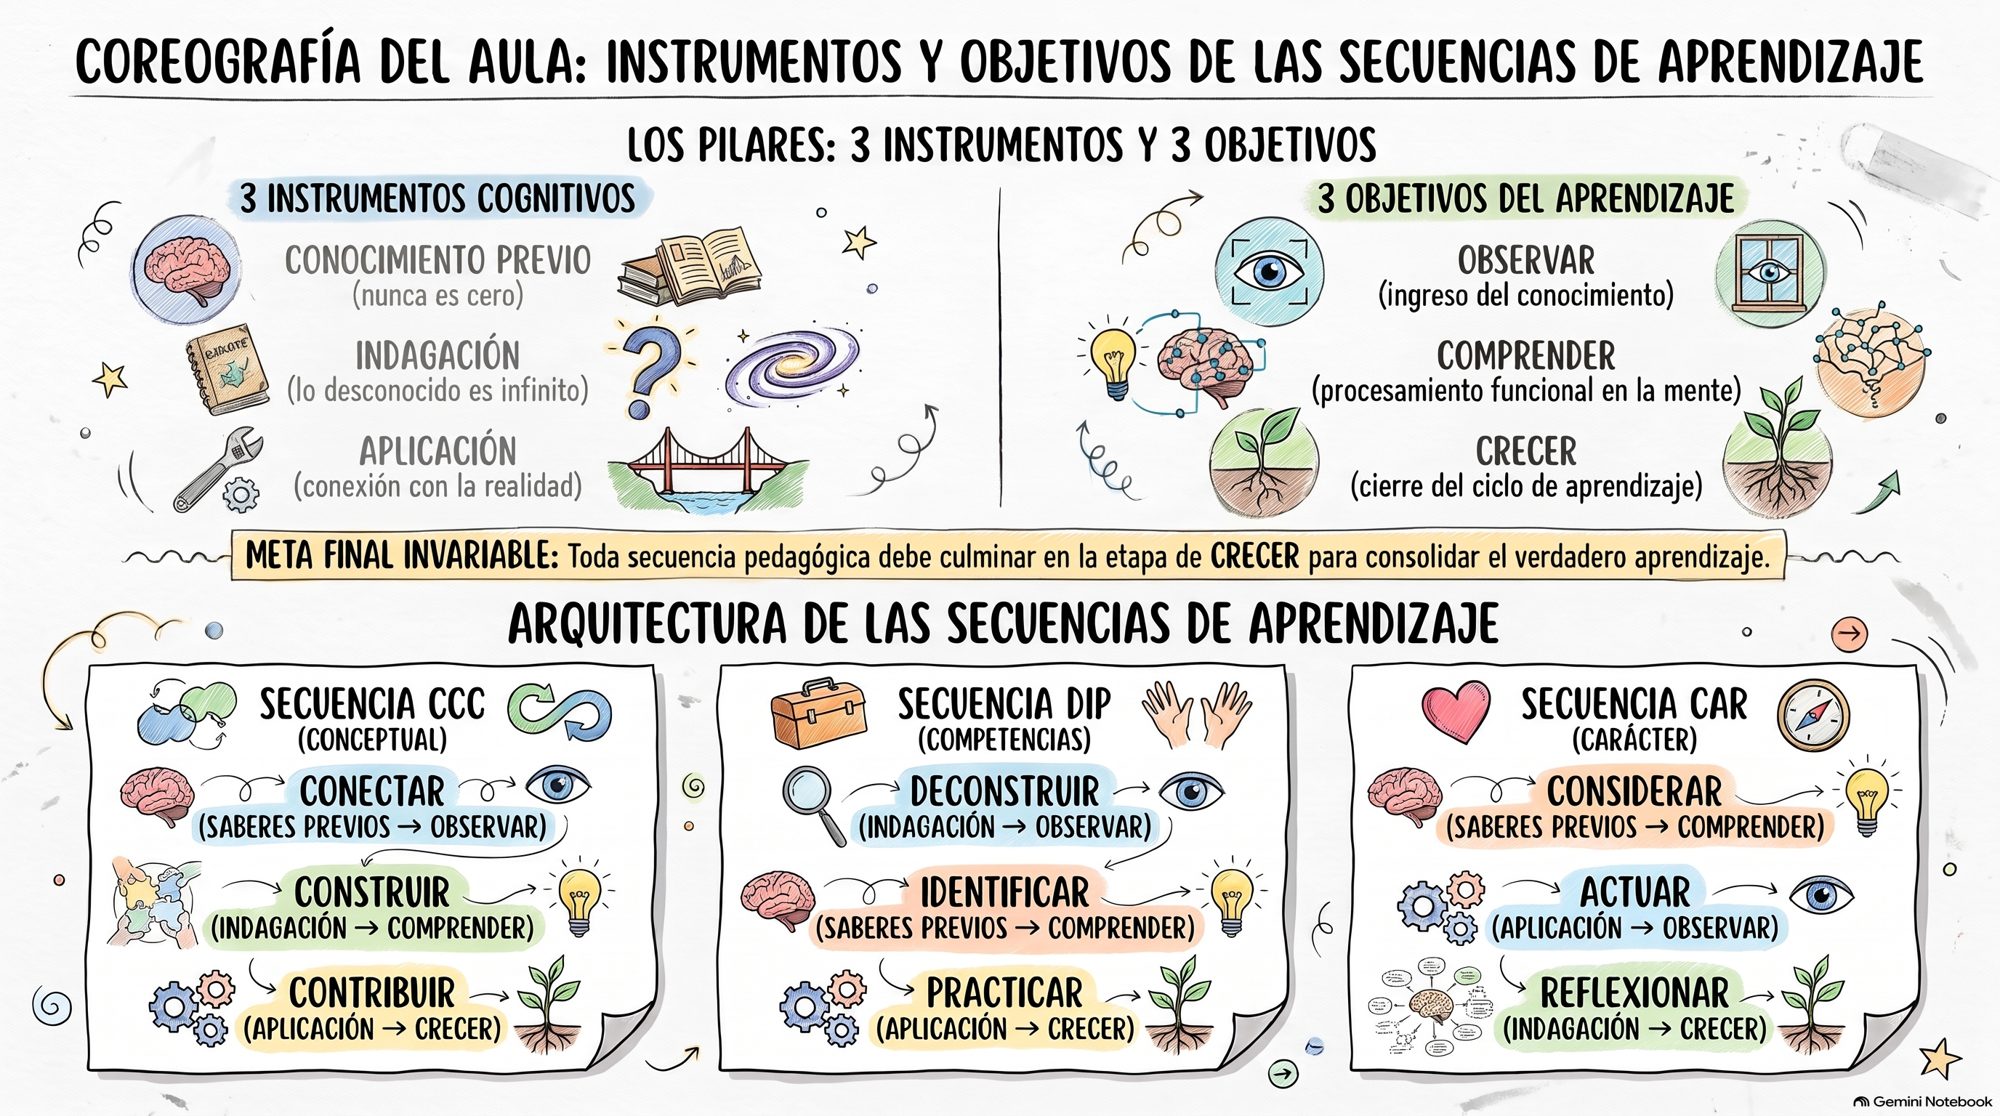 COREOGRAFÍA DEL AULA: INSTRUMENTOS Y OBJETIVOS DE LAS SECUENCIAS DE APRENDIZAJE
LOS PILARES: 3 INSTRUMENTOS Y 3 OBJETIVOS
3 INSTRUMENTOS COGNITIVOS
CONOCIMIENTO PREVIO
(nunca es cero)
INDAGACIÓN
(lo desconocido es infinito)
APLICACIÓN
(conexión con la realidad)
3 OBJETIVOS DEL APRENDIZAJE
OBSERVAR
(ingreso del conocimiento)
COMPRENDER
(procesamiento funcional en la mente)
CRECER
(cierre del ciclo de aprendizaje)
META FINAL INVARIABLE: Toda secuencia pedagógica debe culminar en la etapa de CRECER para consolidar el verdadero aprendizaje.
ARQUITECTURA DE LAS SECUENCIAS DE APRENDIZAJE
SECUENCIA CCC
(CONCEPTUAL)
CONECTAR
(SABERES PREVIOS → OBSERVAR)
CONSTRUIR
(INDAGACIÓN → COMPRENDER)
CONTRIBUIR
(APLICACIÓN → CRECER)
SECUENCIA DIP
(COMPETENCIAS)
DECONSTRUIR
(INDAGACIÓN → OBSERVAR)
IDENTIFICAR
(SABERES PREVIOS → COMPRENDER)
PRACTICAR
(APLICACIÓN → CRECER)
SECUENCIA CAR
(CARÁCTER)
CONSIDERAR
(SABERES PREVIOS → COMPRENDER)
ACTUAR
(APLICACIÓN → OBSERVAR)
REFLEXIONAR
(INDAGACIÓN → CRECER)
Gemini Notebook